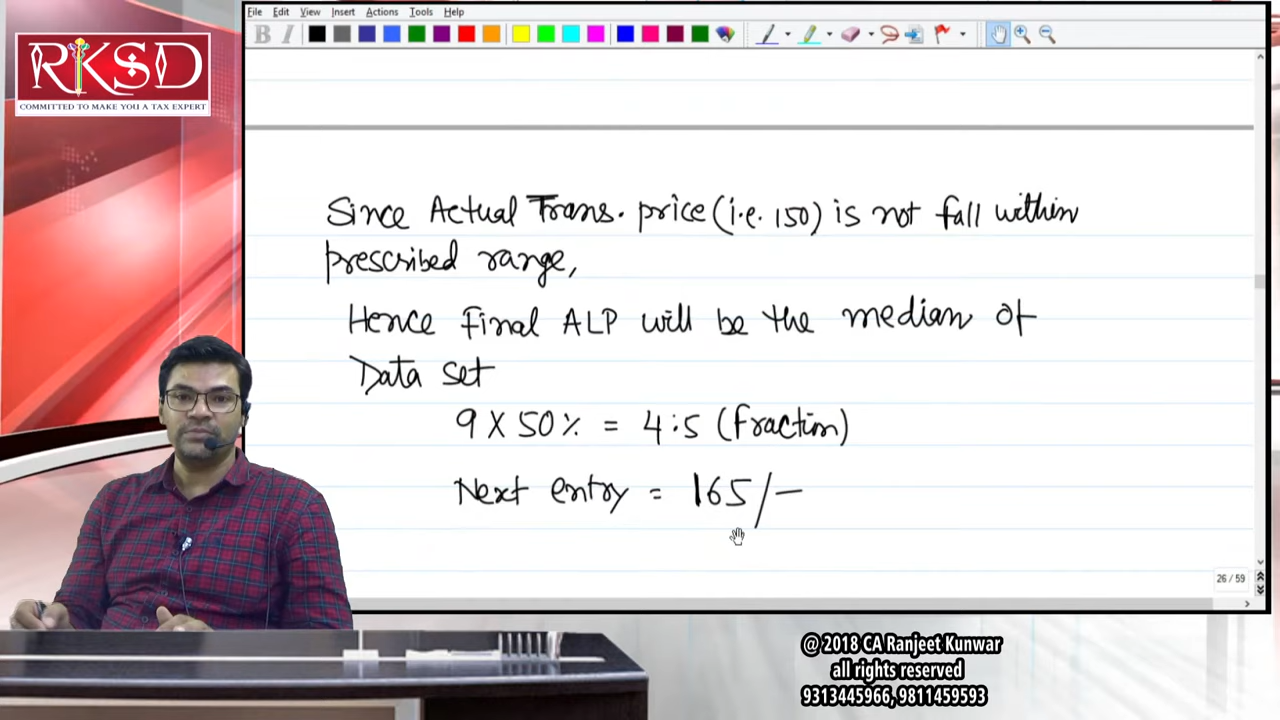 File Edit View Insert Actions Tools Help
B I
RKSD
COMMITTED TO MAKE YOU A TAX EXPERT
Since Actual Trans. price (i.e. 150) is not fall within
prescribed range,
Hence Final ALP will be the median of
Data set
9 X 50% = 4.5 (fraction)
Next entry = 165/-
26 / 59
@ 2018 CA Ranjeet Kunwar
all rights reserved
9313445966, 9811459593